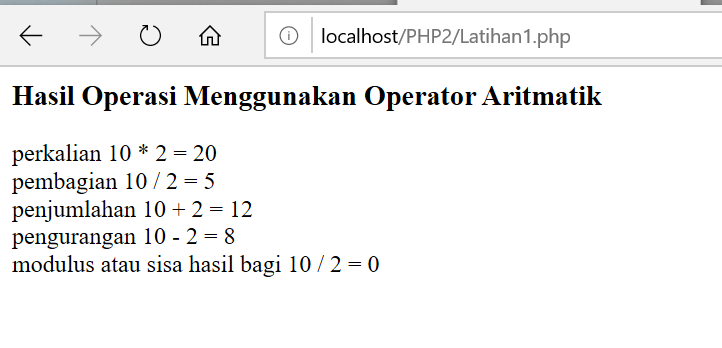 localhost/PHP2/Latihan1.php
Hasil Operasi Menggunakan Operator Aritmatik
perkalian 10 * 2 = 20
pembagian 10 / 2 = 5
penjumlahan 10 + 2 = 12
pengurangan 10 - 2 = 8
modulus atau sisa hasil bagi 10 / 2 = 0